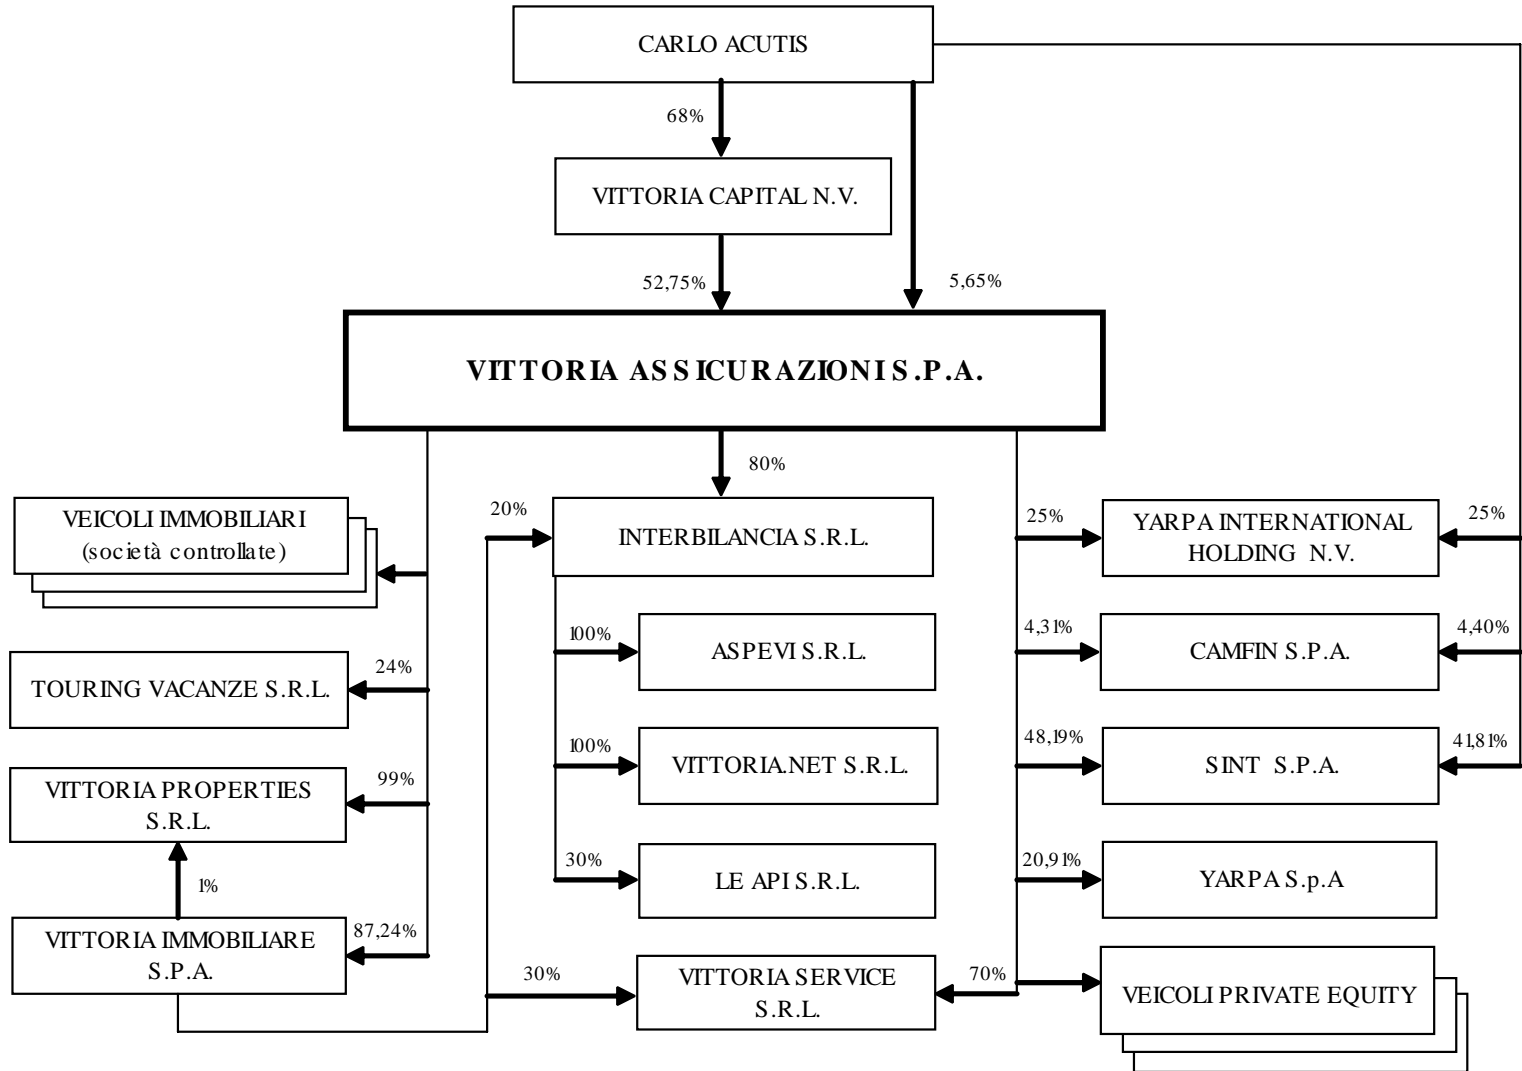 CARLO ACUTIS
68%
VITTORIA CAPITAL N.V.
52,75%
5,65%
VITTORIA ASSICURAZIONI S.P.A.
80%
VEICOLI IMMOBILIARI
(società controllate)
20%
INTERBILANCIA S.R.L.
25%
YARPA INTERNATIONAL
HOLDING N.V.
25%
100%
ASPEVI S.R.L.
4,31%
CAMFIN S.P.A.
4,40%
TOURING VACANZE S.R.L.
24%
100%
VITTORIA.NET S.R.L.
48,19%
SINT S.P.A.
41,81%
VITTORIA PROPERTIES
S.R.L.
99%
1%
30%
LE API S.R.L.
20,91%
YARPA S.p.A
VITTORIA IMMOBILIARE
S.P.A.
87,24%
30%
VITTORIA SERVICE
S.R.L.
70%
VEICOLI PRIVATE EQUITY